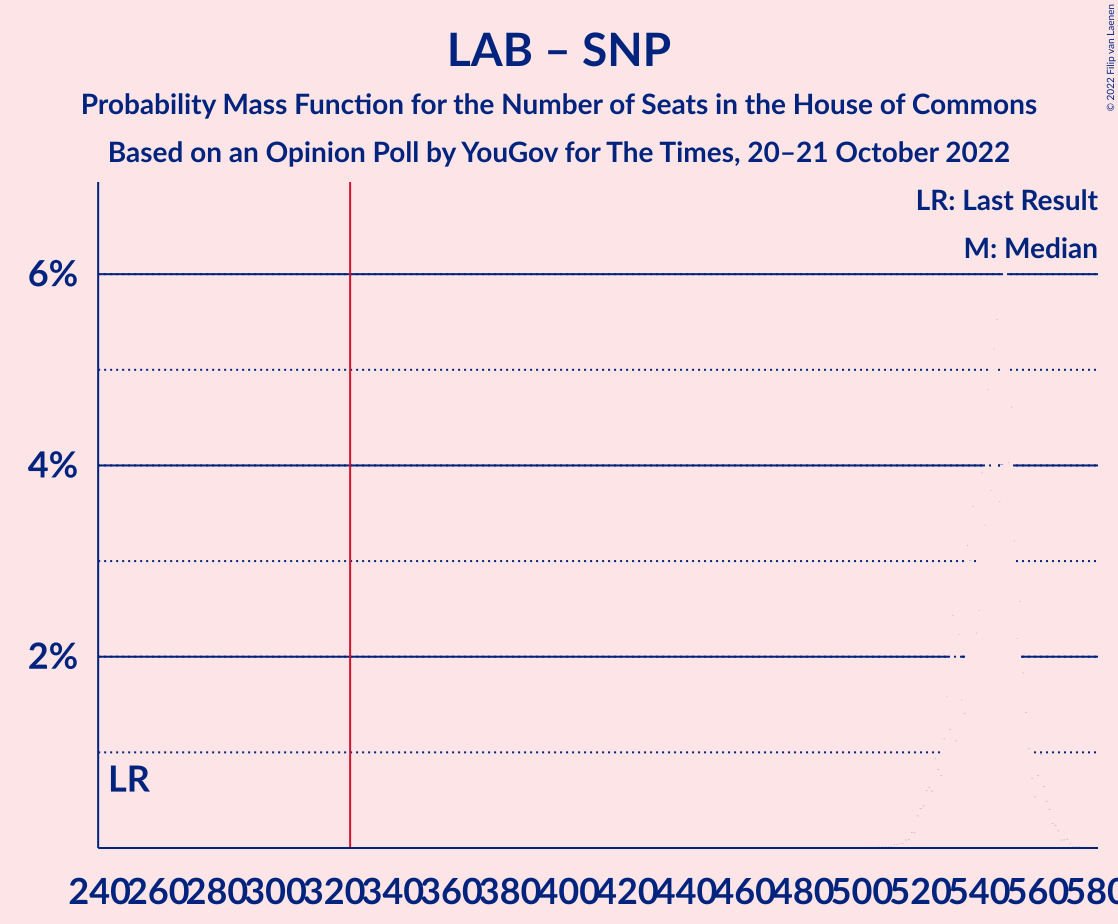 LAB – SNP
Probability Mass Function for the Number of Seats in the House of Commons
Based on an Opinion Poll by YouGov for The Times, 20–21 October 2022
© 2022 Filip van Laenen
LR: Last Result
M: Median
6%
4%
2%
LR
240 260 280 300 320 340 360 380 400 420 440 460 480 500 520 540 560 580